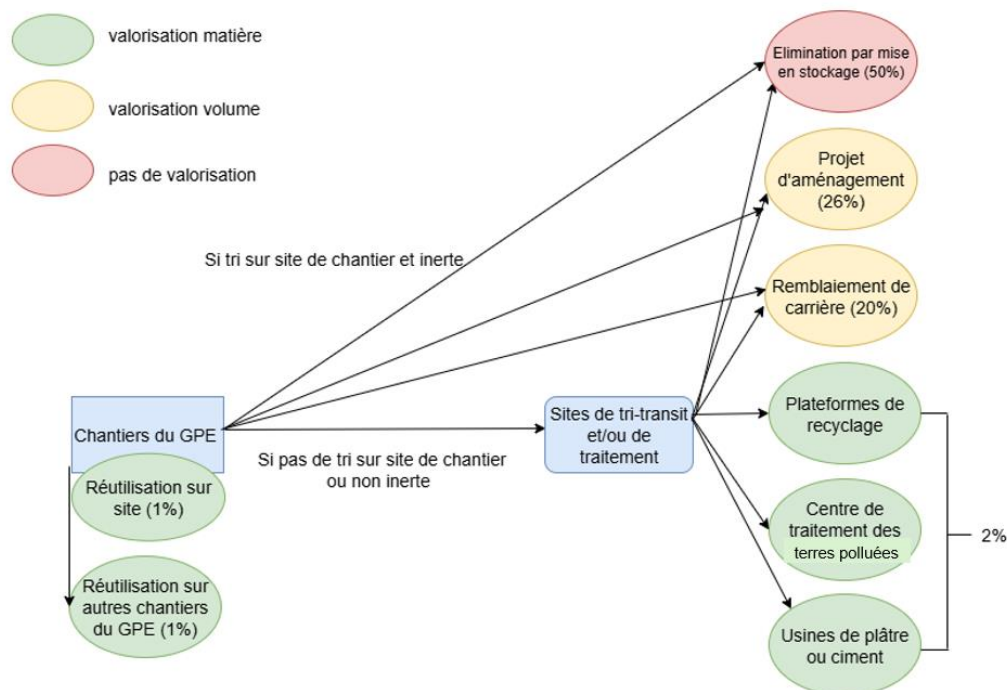 valorisation matière
valorisation volume
pas de valorisation
Elimination par mise
en stockage (50%)
Projet
d'aménagement
(26%)
Si tri sur site de chantier et inerte
Remblaiement de
carrière (20%)
Chantiers du GPE
Si pas de tri sur site de chantier
ou non inerte
Sites de tri-transit
et/ou de
traitement
Plateformes de
recyclage
Réutilisation sur
site (1%)
Centre de
traitement des
terres polluées
2%
Réutilisation sur
autres chantiers
du GPE (1%)
Usines de plâtre
ou ciment